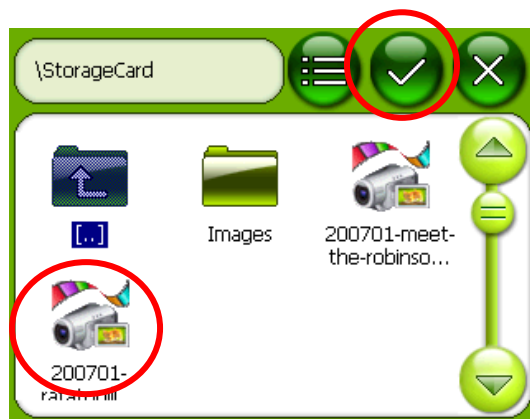 \StorageCard
[..]
Images
200701-meet-
the-robinso...
200701-